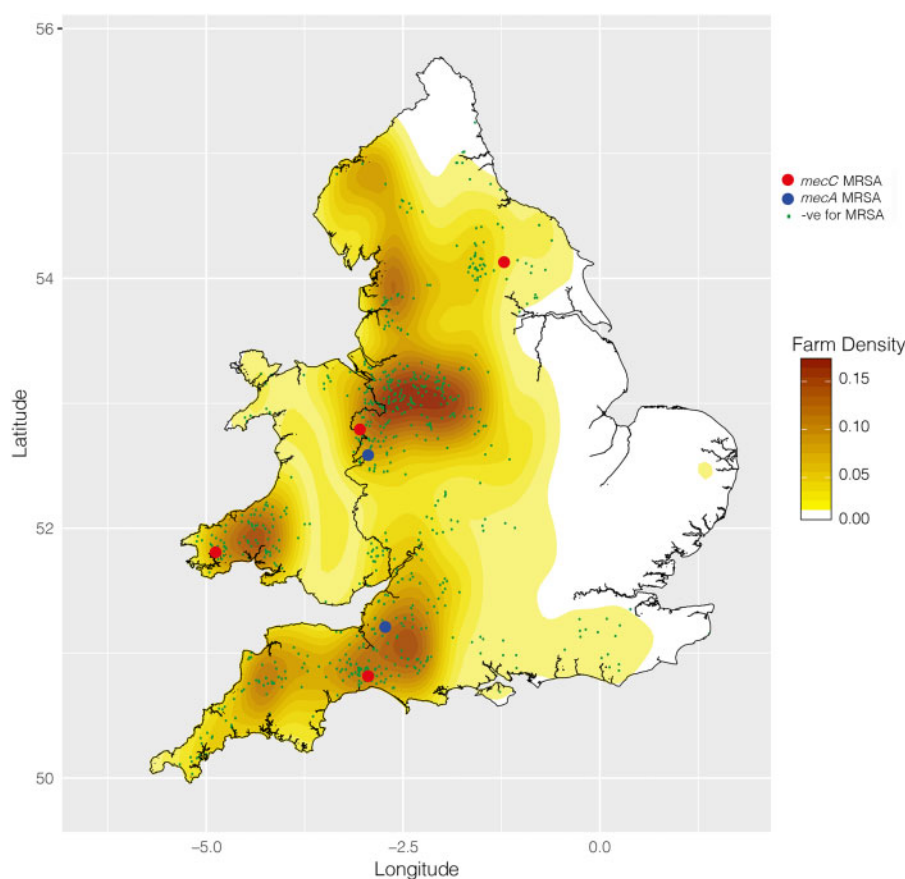 56
54
52
50
Latitude
−5.0
−2.5
0.0
Longitude
mecC MRSA
mecA MRSA
-ve for MRSA
Farm Density
0.15
0.10
0.05
0.00